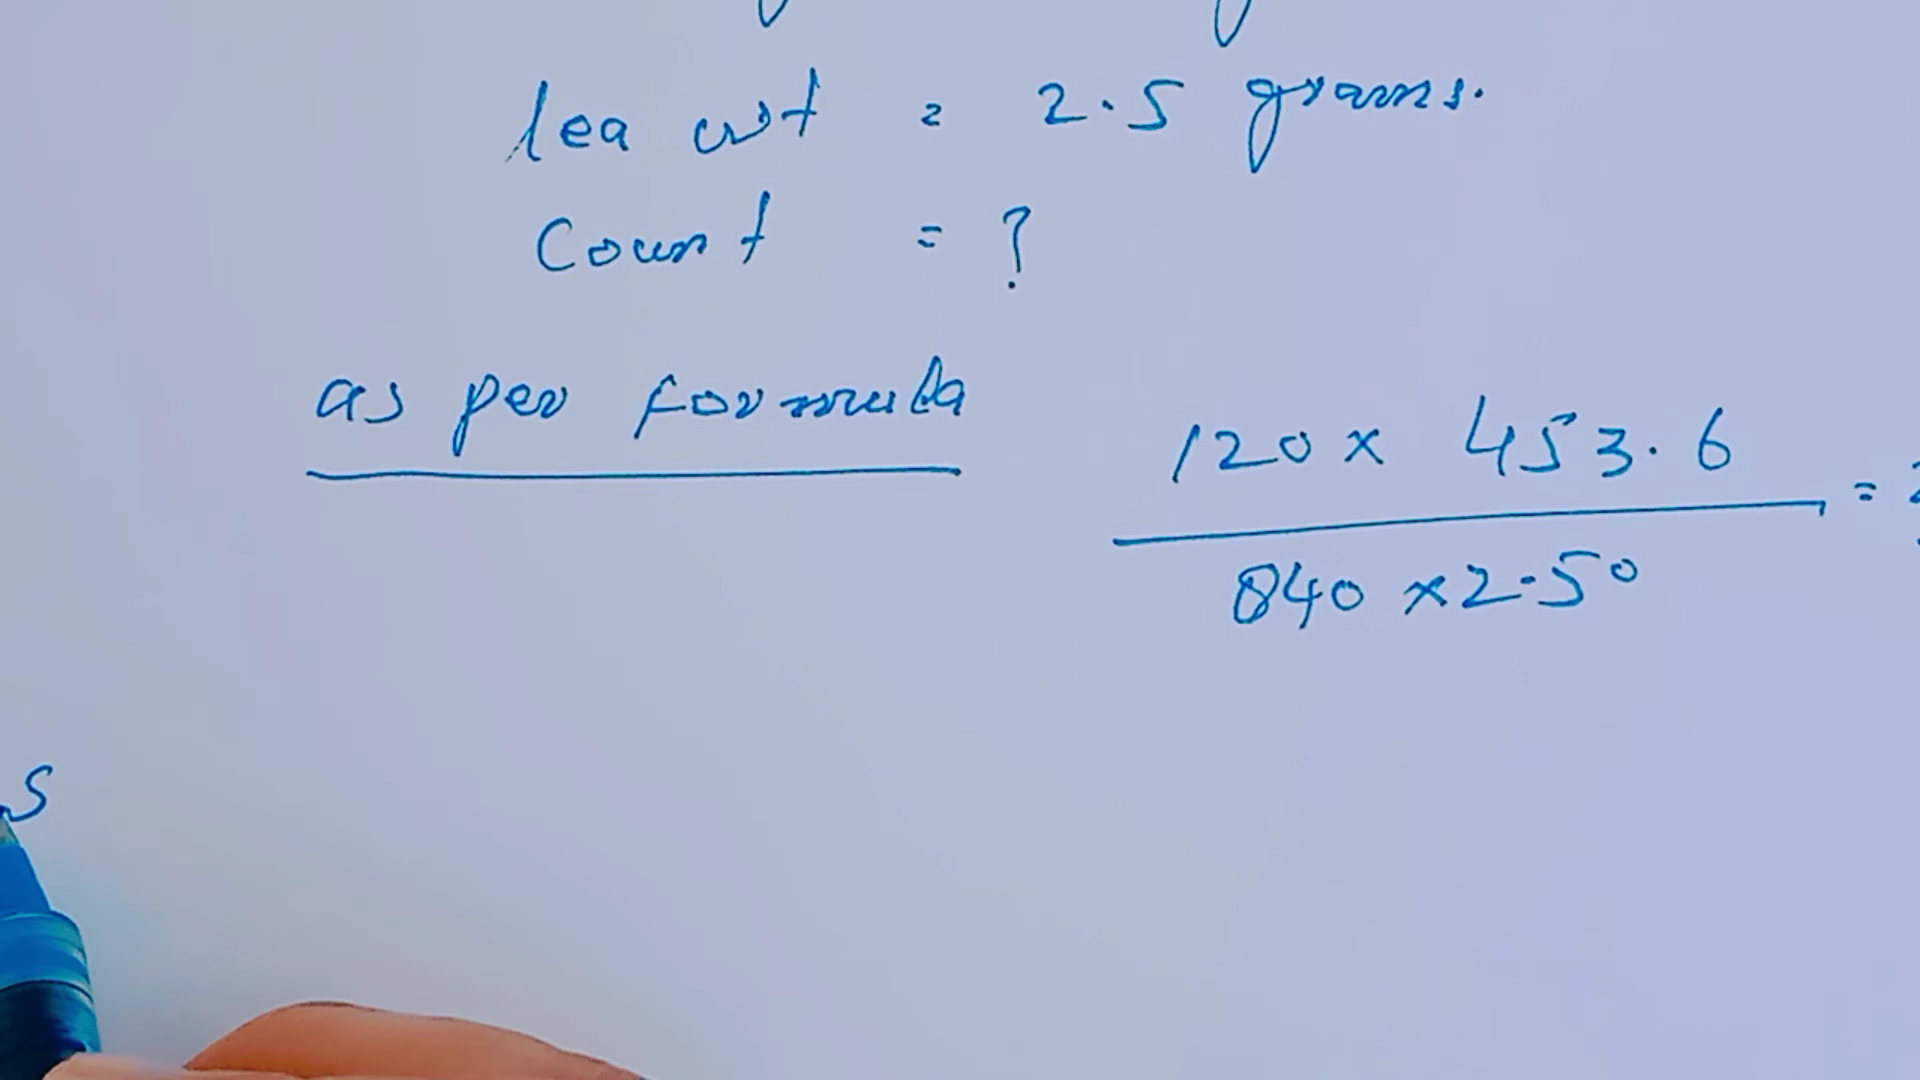 lea wt = 2.5 grams.
Count = ?
as per formula
120 x 453.6
=
840 x 2.50
s